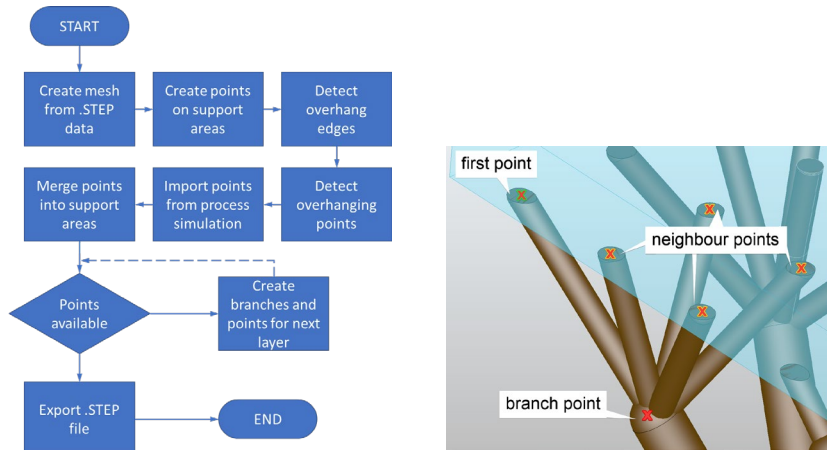 START
Create mesh
from .STEP
data
Create points
on support
areas
Detect
overhang
edges
Merge points
into support
areas
Import points
from process
simulation
Detect
overhanging
points
Points
available
Create
branches and
points for next
layer
Export .STEP
file
END
first point
x
x
neighbour points
x
x
x
branch point
x